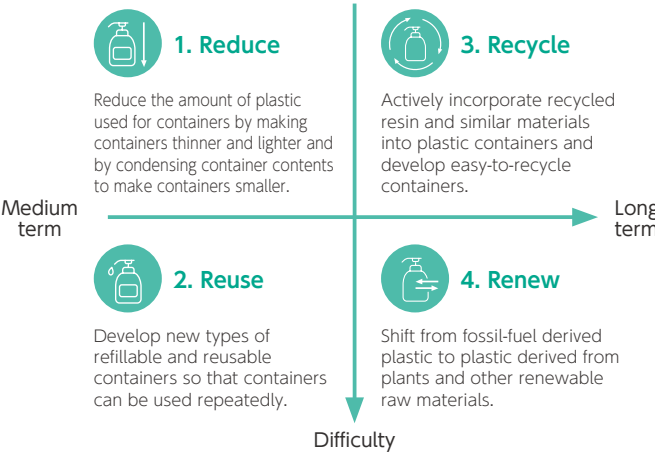 1. Reduce
Reduce the amount of plastic
used for containers by making
containers thinner and lighter and
by condensing container contents
to make containers smaller.
3. Recycle
Actively incorporate recycled
resin and similar materials
into plastic containers and
develop easy-to-recycle
containers.
Medium
term
Long
term
2. Reuse
Develop new types of
refillable and reusable
containers so that containers
can be used repeatedly.
4. Renew
Shift from fossil-fuel derived
plastic to plastic derived from
plants and other renewable
raw materials.
Difficulty